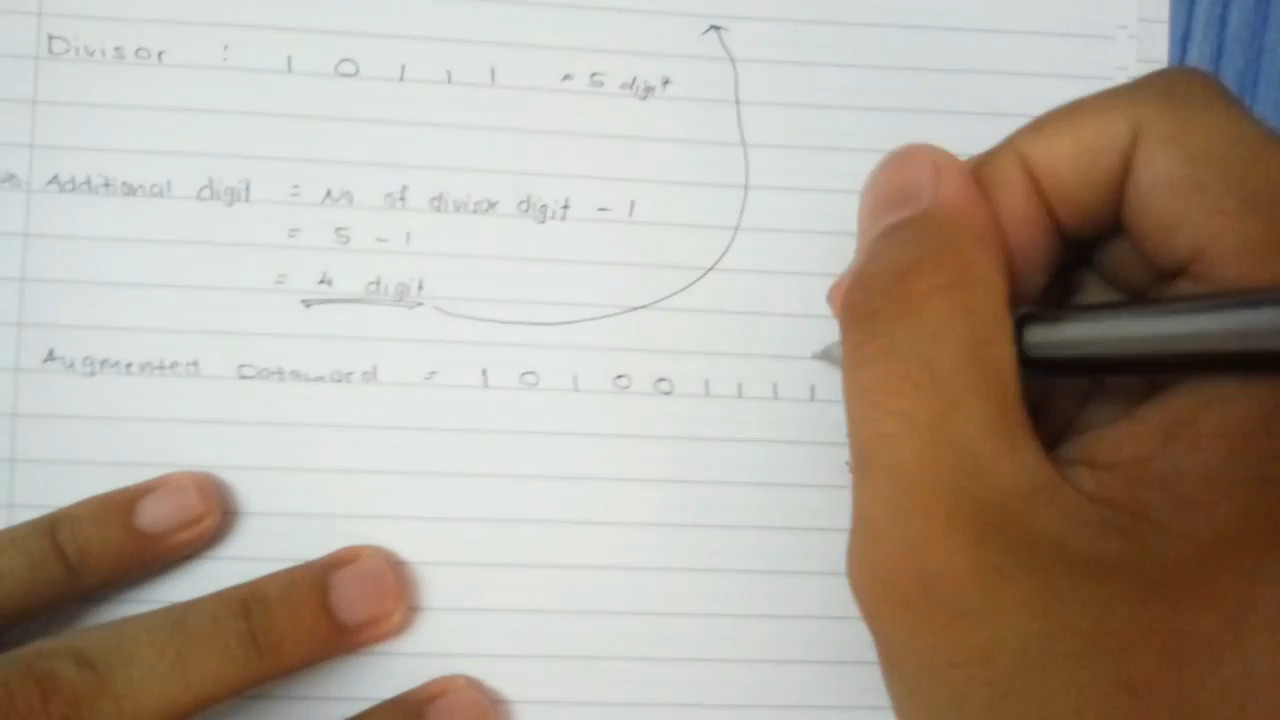 Divisor : 1 0 1 1 1 = 5 digit
Additional digit = No of divisor digit - 1
= 5 - 1
= 4 digit
Augmented Dataword = 1 0 1 0 0 1 1 1 1